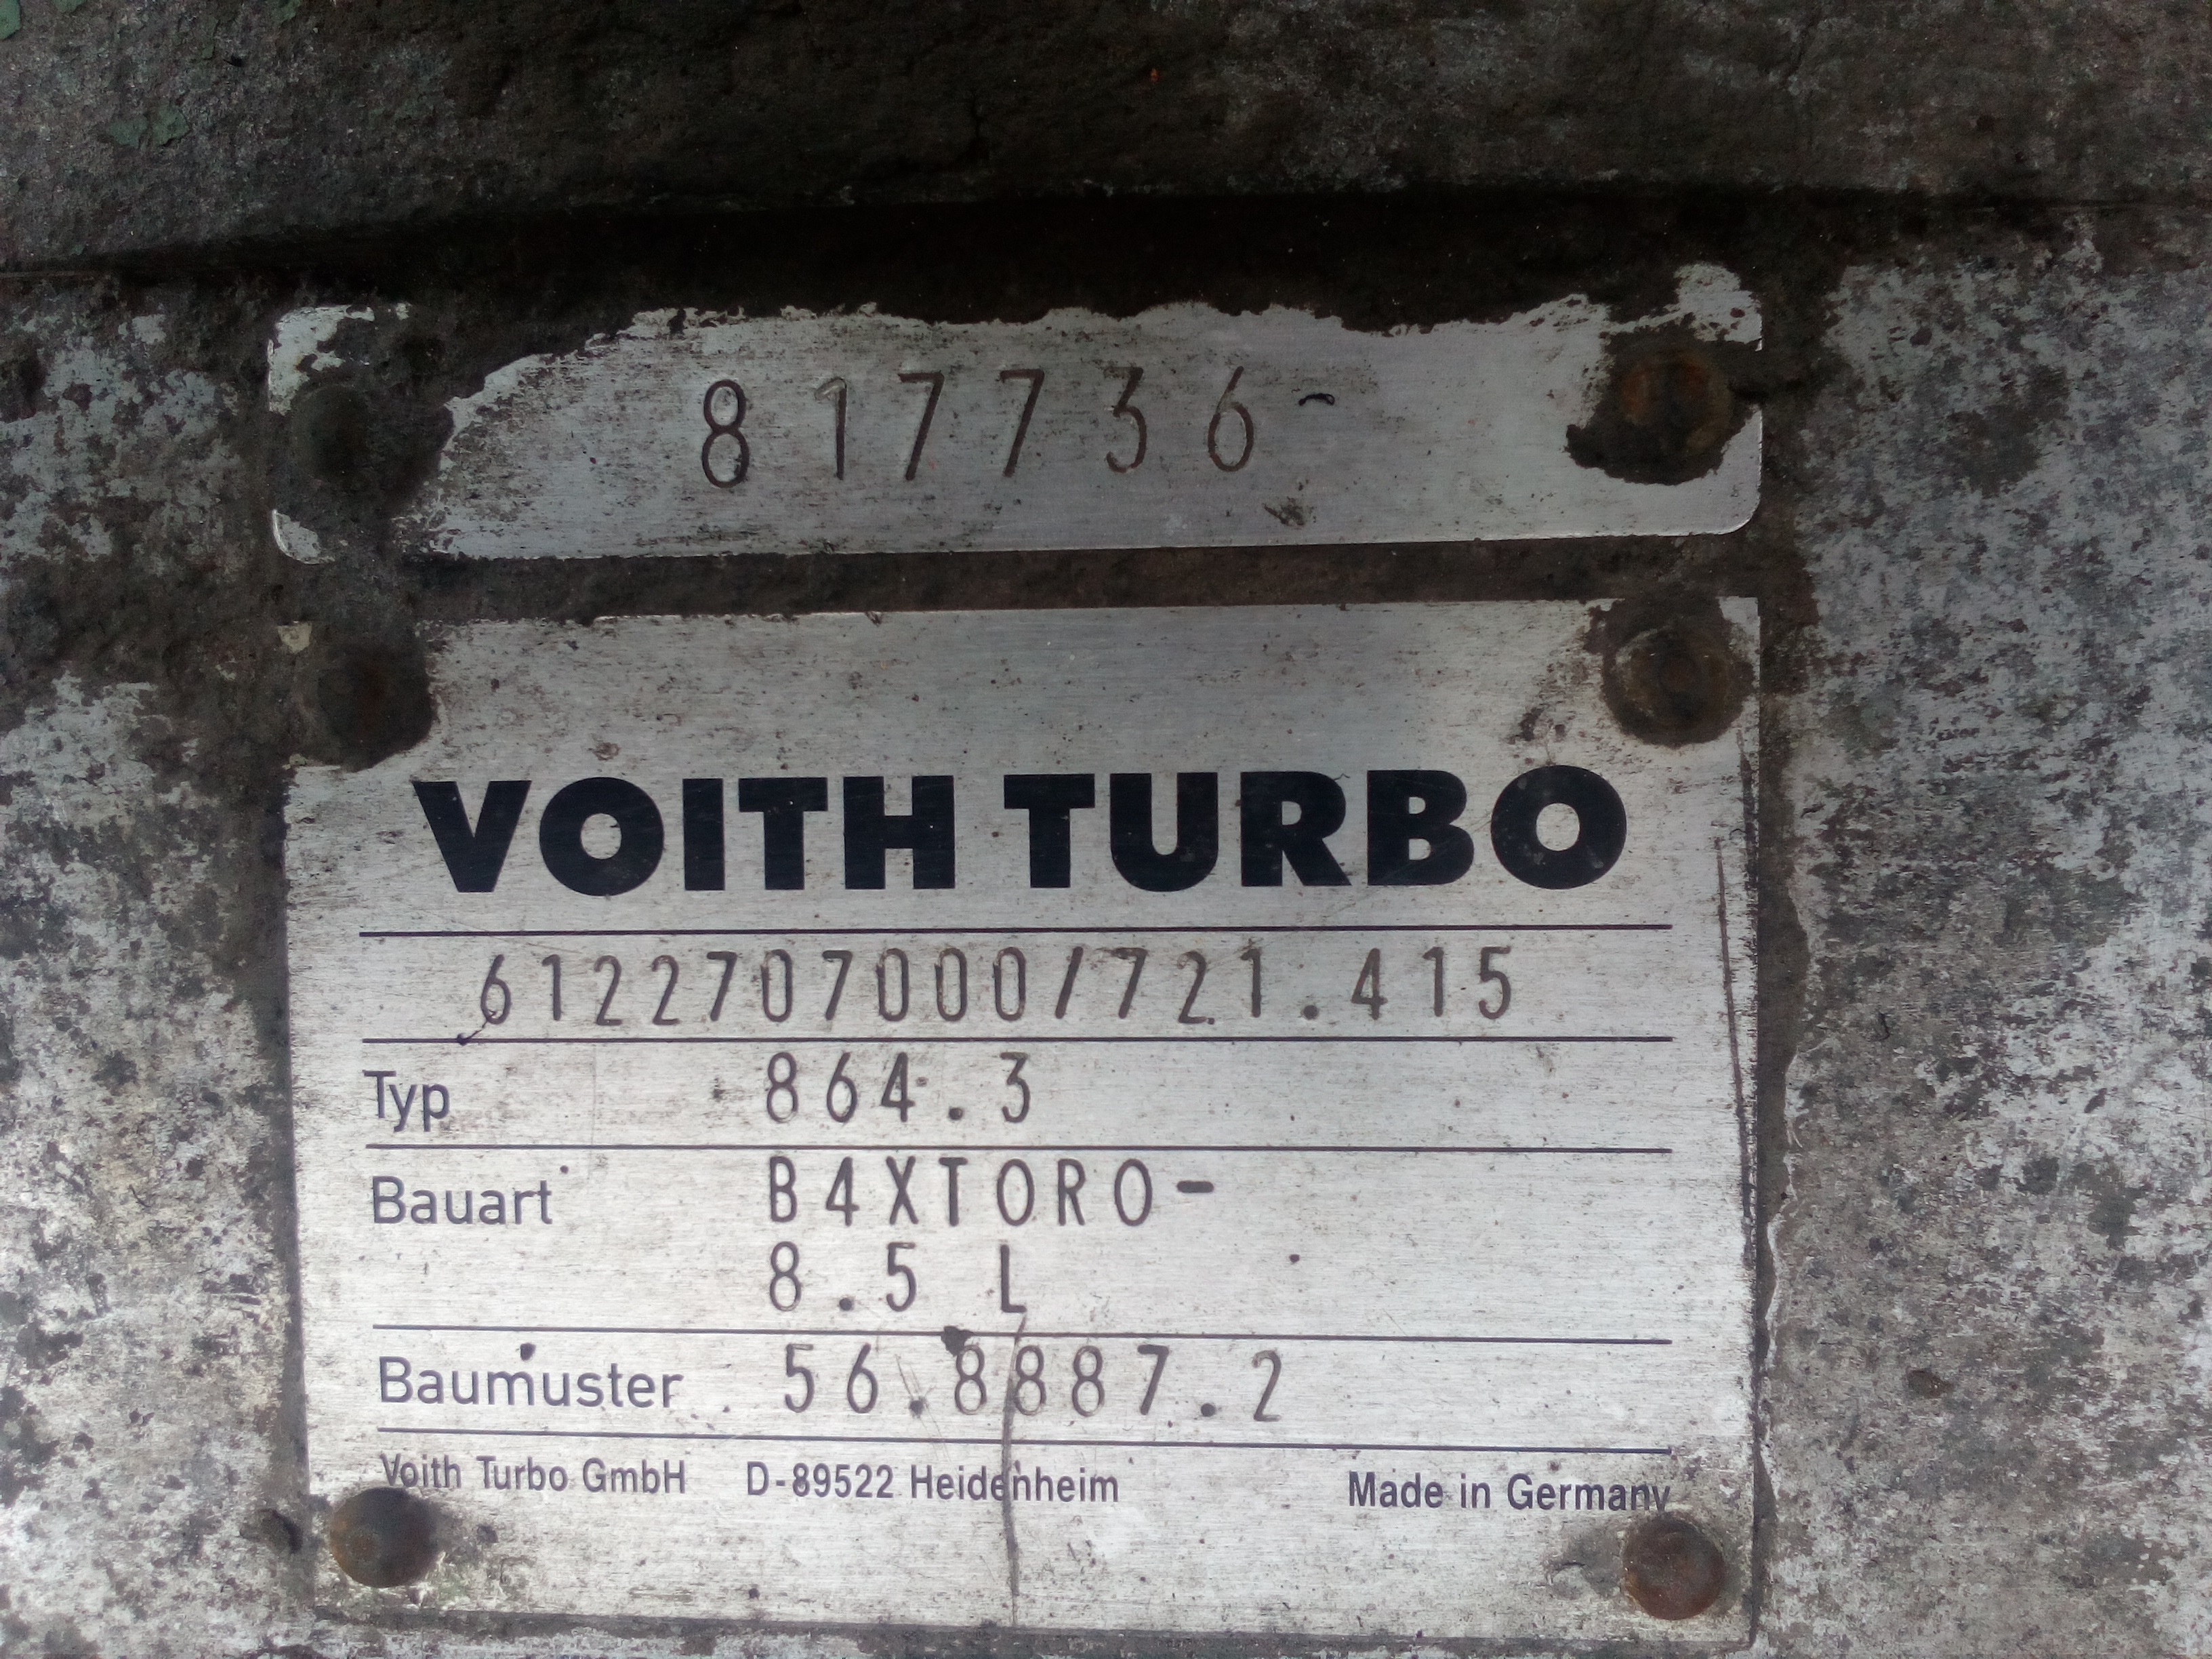 817736
VOITH TURBO
6122707000/721.415
Typ 864.3
Bauart B4XTORO-
8.5 L
Baumuster 56.8887.2
Voith Turbo GmbH D-89522 Heidenheim Made in Germany